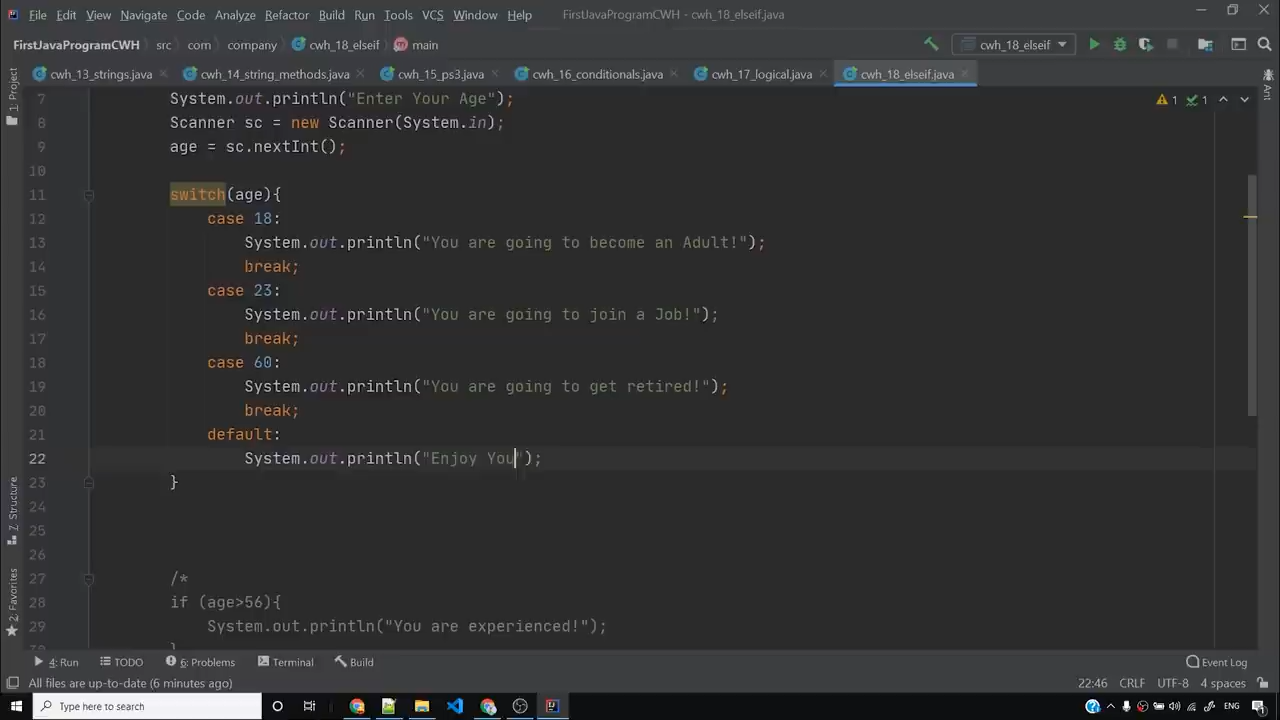 File Edit View Navigate Code Analyze Refactor Build Run Tools VCS Window Help FirstJavaProgramCWH - cwh_18_elseif.java
FirstJavaProgramCWH src com company cwh_18_elseif main cwh_18_elseif
cwh_13_strings.java cwh_14_string_methods.java cwh_15_ps3.java cwh_16_conditionals.java cwh_17_logical.java cwh_18_elseif.java
1: Project
Ant
1 1
7 System.out.println("Enter Your Age");
8 Scanner sc = new Scanner(System.in);
9 age = sc.nextInt();
10
11 switch(age){
12 case 18:
13 System.out.println("You are going to become an Adult!");
14 break;
15 case 23:
16 System.out.println("You are going to join a Job!");
17 break;
18 case 60:
19 System.out.println("You are going to get retired!");
20 break;
21 default:
22 System.out.println("Enjoy You");
23 }
24
25
26
27 /*
28 if (age>56){
29 System.out.println("You are experienced!");
}
Z: Structure
2: Favorites
4: Run TODO 6: Problems Terminal Build Event Log
All files are up-to-date (6 minutes ago) 22:46 CRLF UTF-8 4 spaces
Type here to search ENG